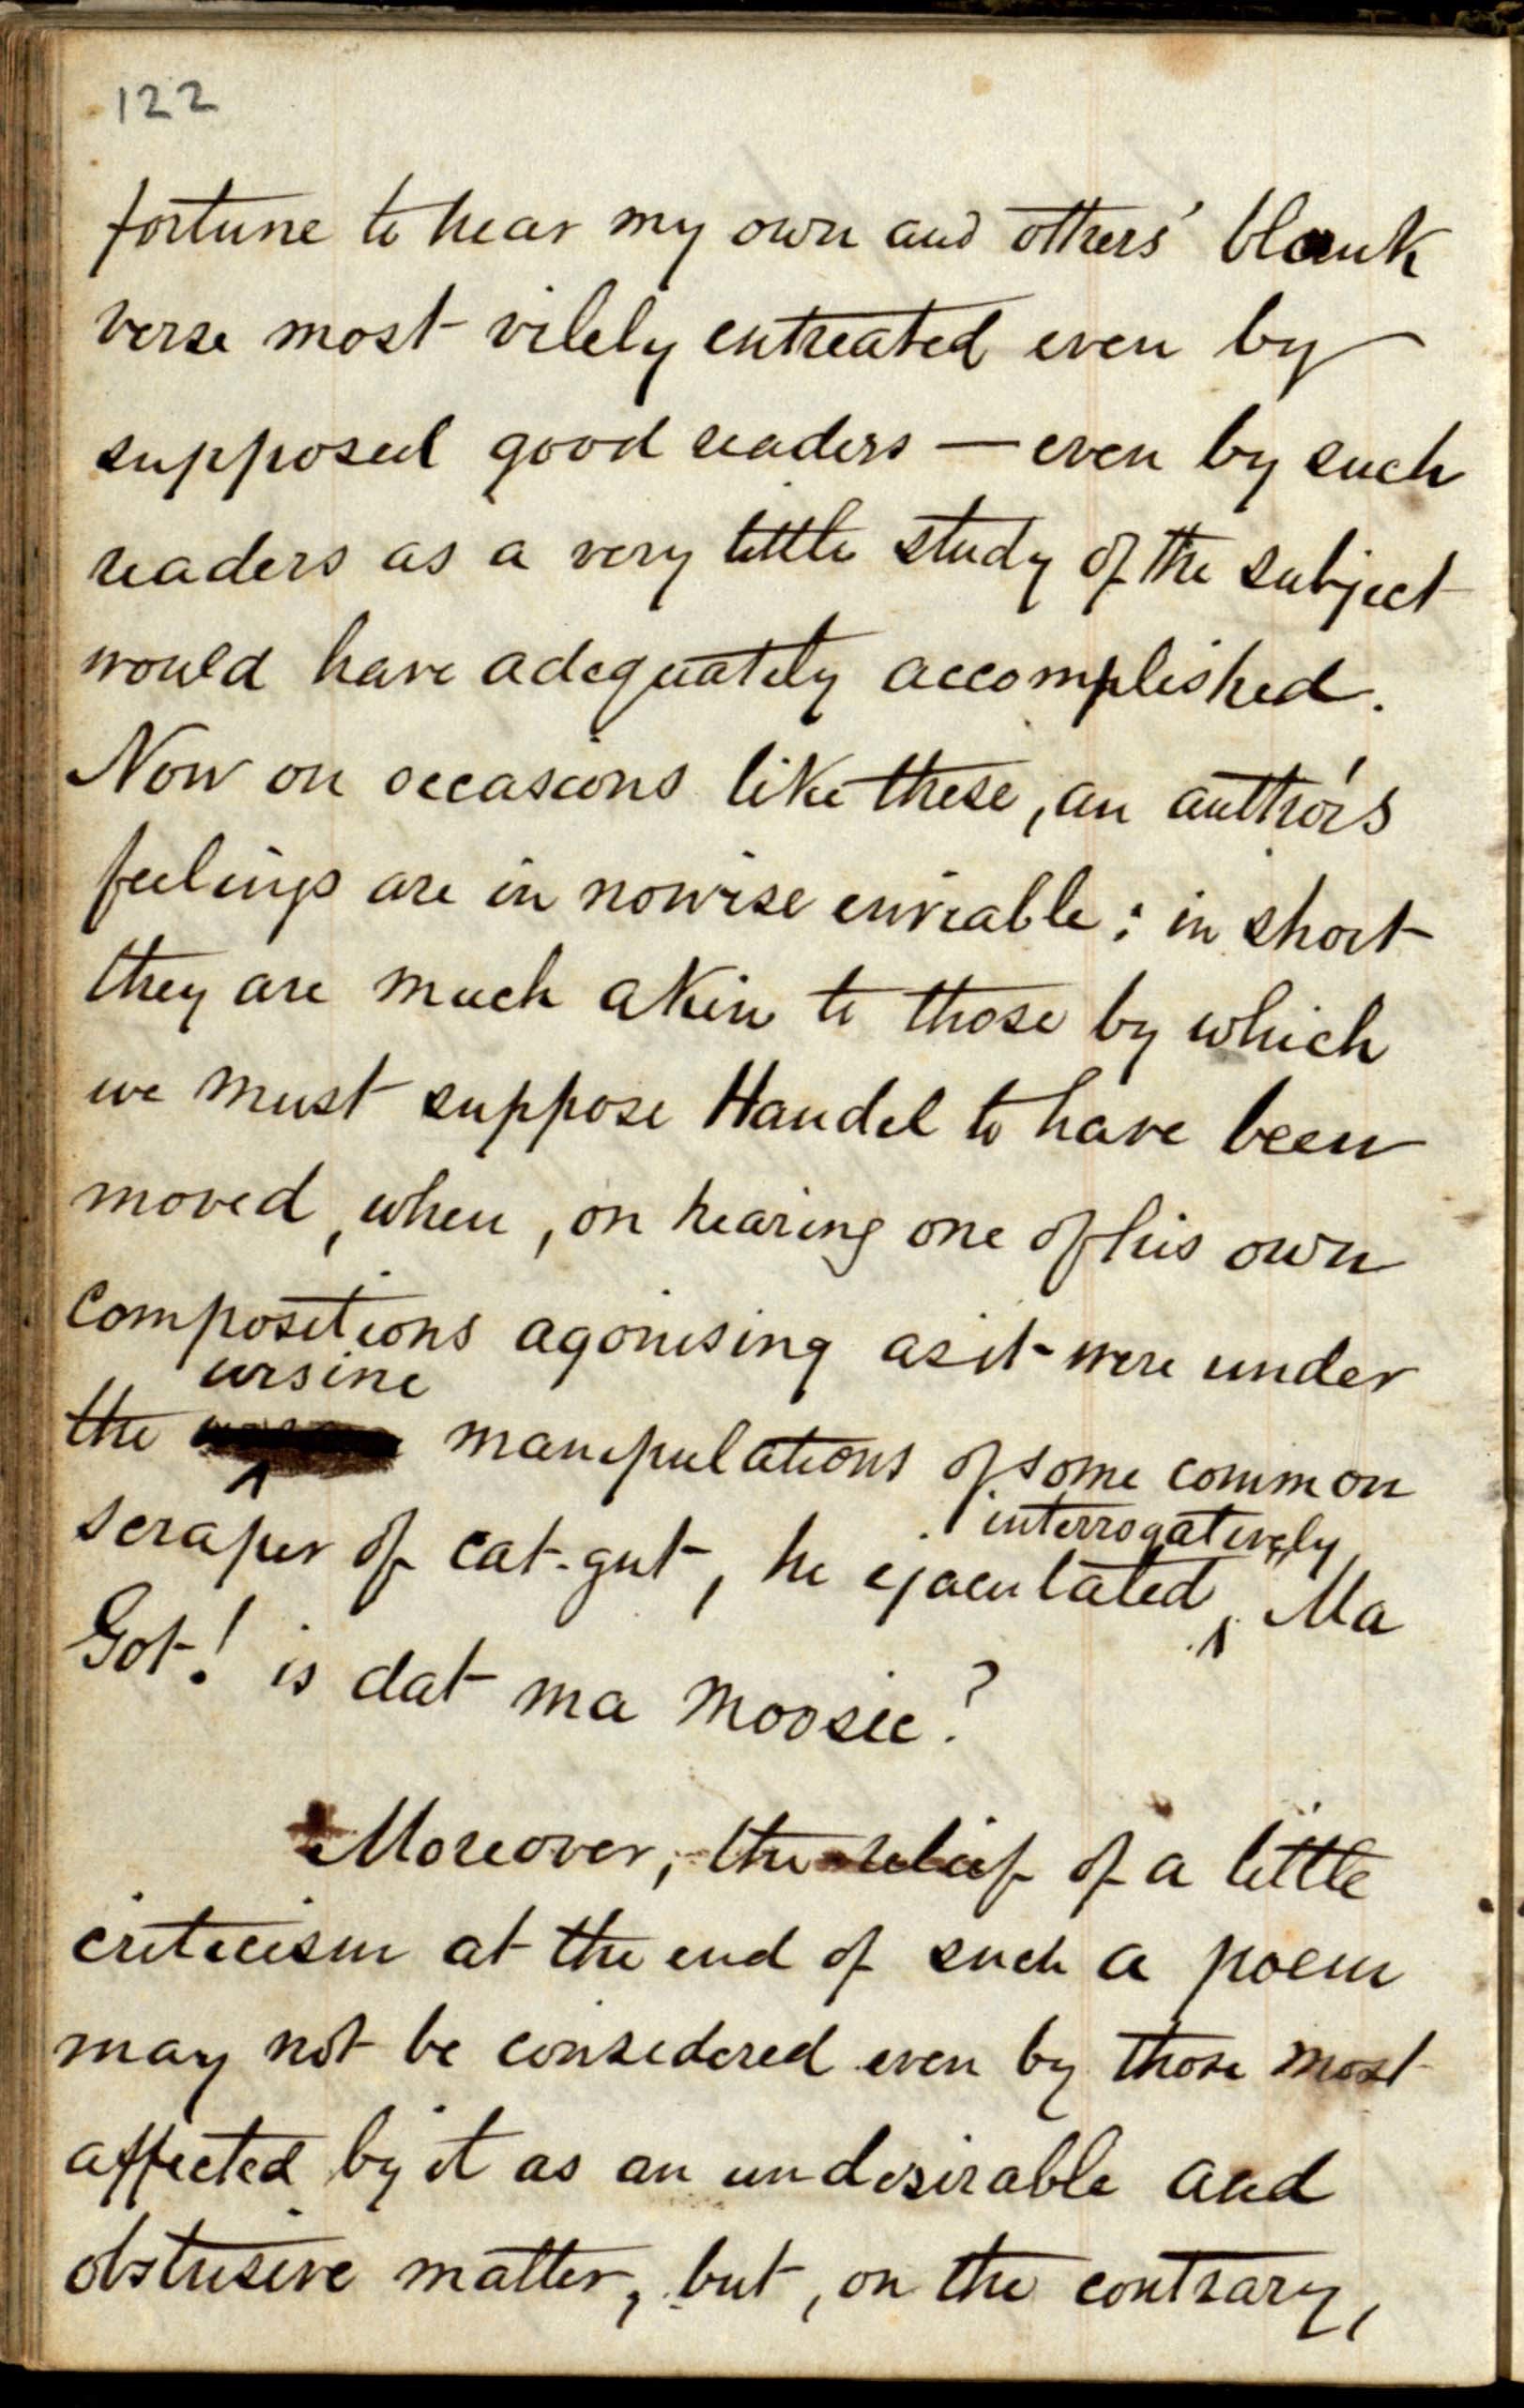 122
fortune to hear my own and others' blank
verse most vilely entreated even by
supposed good readers — even by such
readers as a very little study of the subject
would have adequately accomplished.
Now on occasions like these, an author's
feelings are in nowise enviable: in short
they are much akin to those by which
we must suppose Handel to have been
moved, when, on hearing one of his own
compositions agonising as it were under
ursine
the manipulations of some common
interrogatively,
scraper of cat-gut, he ejaculated, Ma
Got! is dat ma moosic?
Moreover, the relief of a little
criticism at the end of such a poem
may not be considered even by those most
affected by it as an undesirable and
obstrusive matter, but, on the contrary,